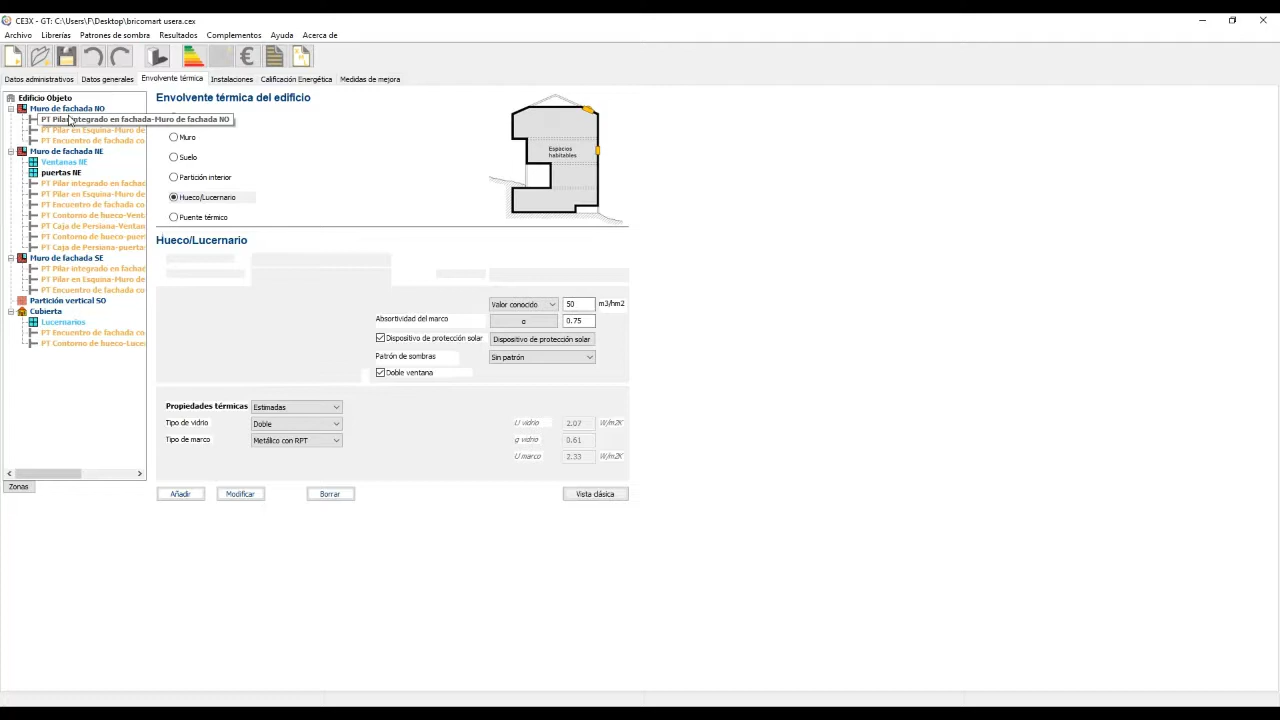 CE3X - GT: C:\Users\F\Desktop\bricomart usera.cex
Archivo Librerías Patrones de sombra Resultados Complementos Ayuda Acerca de
Datos administrativos Datos generales Envolvente térmica Instalaciones Calificación Energética Medidas de mejora
Edificio Objeto
Muro de fachada NO
PT Pilar integrado en fachada-Muro de fachada NO
PT Pilar en Esquina-Muro de
PT Encuentro de fachada co
Muro de fachada NE
Ventanas NE
puertas NE
PT Pilar integrado en fachad
PT Pilar en Esquina-Muro de
PT Encuentro de fachada co
PT Contorno de hueco-Vent
PT Caja de Persiana-Ventan
PT Contorno de hueco-puer
PT Caja de Persiana-puerta
Muro de fachada SE
PT Pilar integrado en fachad
PT Pilar en Esquina-Muro de
PT Encuentro de fachada co
Partición vertical SO
Cubierta
Lucernarios
PT Encuentro de fachada co
PT Contorno de hueco-Luce
Zonas
Envolvente térmica del edificio
Muro
Suelo
Partición interior
Hueco/Lucernario
Puente térmico
Espacios
habitables
Hueco/Lucernario
Valor conocido 50 m3/hm2
Absortividad del marco α 0.75
Dispositivo de protección solar Dispositivo de protección solar
Patrón de sombras Sin patrón
Doble ventana
Propiedades térmicas Estimadas
Tipo de vidrio Doble U vidrio 2.07 W/m2K
Tipo de marco Metálico con RPT g vidrio 0.61
U marco 2.33 W/m2K
Añadir Modificar Borrar Vista clásica